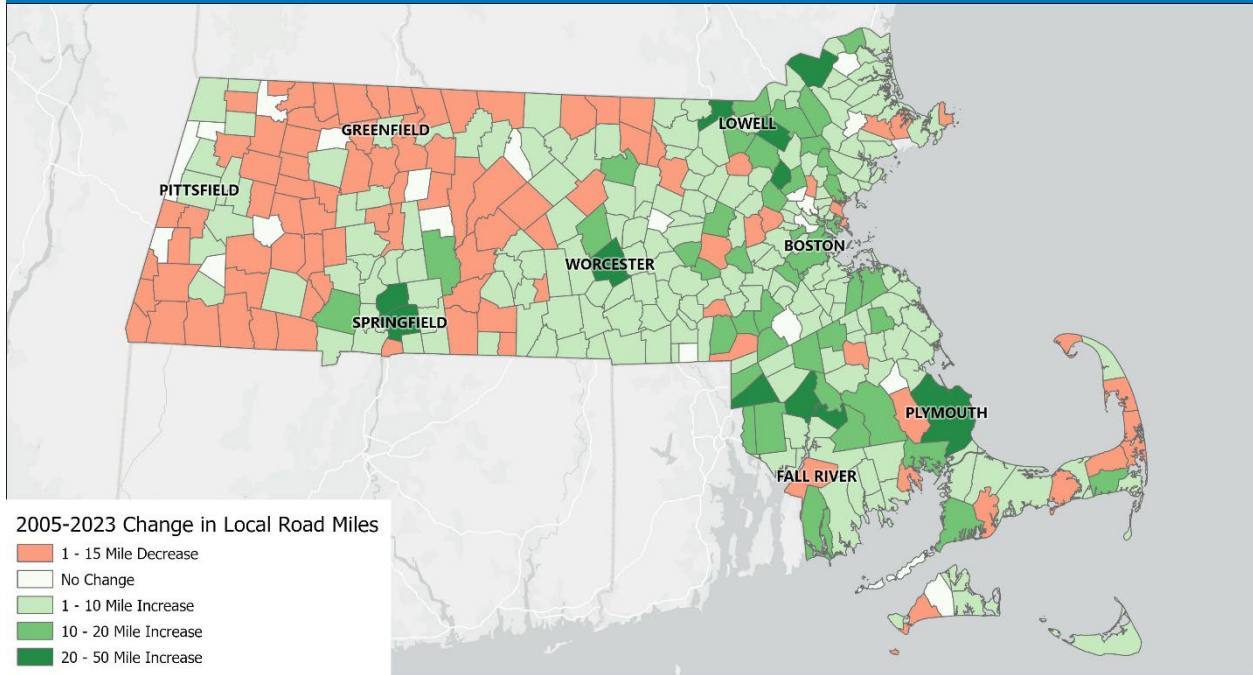 LOWELL
GREENFIELD
PITTSFIELD
BOSTON
WORCESTER
SPRINGFIELD
PLYMOUTH
FALL RIVER
2005-2023 Change in Local Road Miles
1 - 15 Mile Decrease
No Change
1 - 10 Mile Increase
10 - 20 Mile Increase
20 - 50 Mile Increase